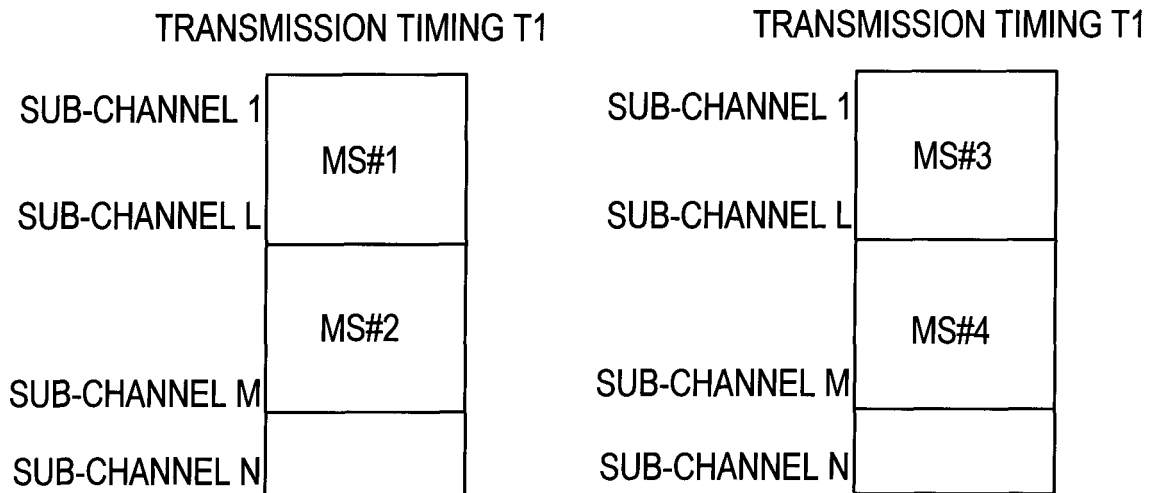 TRANSMISSION TIMING T1
SUB-CHANNEL 1
MS#1
SUB-CHANNEL L
MS#2
SUB-CHANNEL M
SUB-CHANNEL N
TRANSMISSION TIMING T1
SUB-CHANNEL 1
MS#3
SUB-CHANNEL L
MS#4
SUB-CHANNEL M
SUB-CHANNEL N